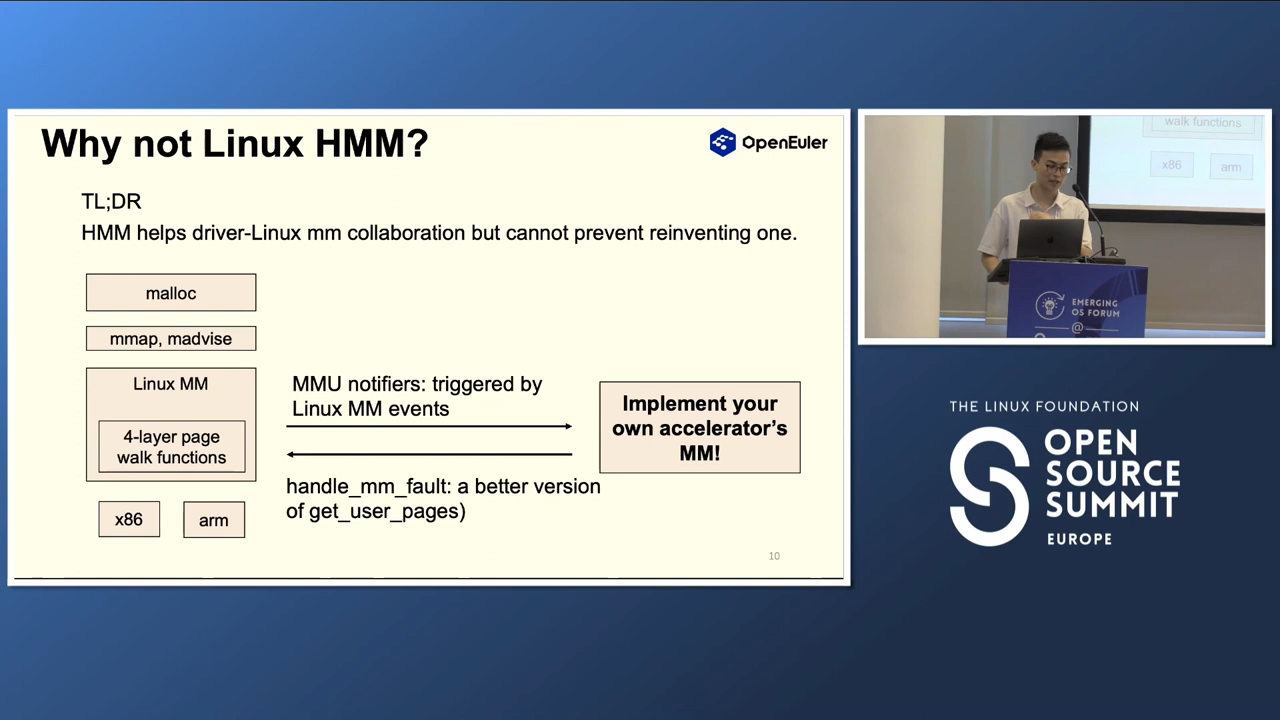 Why not Linux HMM?
OpenEuler
TL;DR
HMM helps driver-Linux mm collaboration but cannot prevent reinventing one.
malloc
mmap, madvise
Linux MM
4-layer page
walk functions
x86
arm
MMU notifiers: triggered by
Linux MM events
handle_mm_fault: a better version
of get_user_pages)
Implement your
own accelerator's
MM!
10
walk functions
x86
arm
EMERGING
OS FORUM
@
THE LINUX FOUNDATION
OPEN
SOURCE
SUMMIT
EUROPE